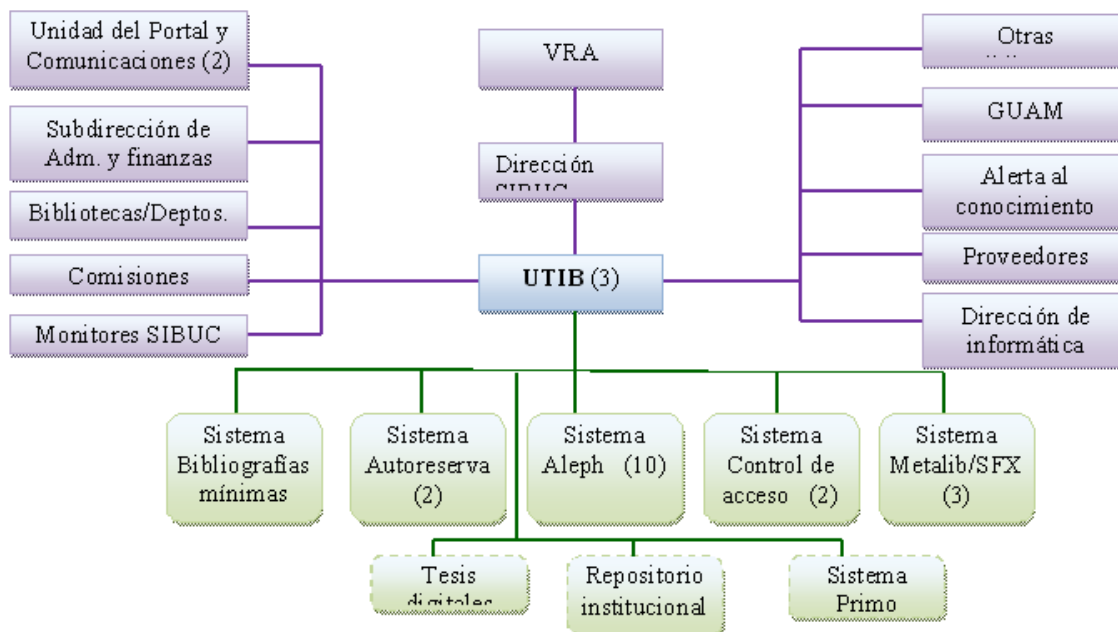 Unidad del Portal y
Comunicaciones (2)
Subdirección de
Adm. y finanzas
Bibliotecas/Deptos.
Comisiones
Monitores SIBUC
VRA
Dirección
SIBUC
UTIB (3)
Otras
GUAM
Alerta al
conocimiento
Proveedores
Dirección de
informática
Sistema
Bibliografías
mínimas
Sistema
Autoreserva
(2)
Sistema
Aleph (10)
Sistema
Control de
acceso (2)
Sistema
Metalib/SFX
(3)
Tesis
digitales
Repositorio
institucional
Sistema
Primo